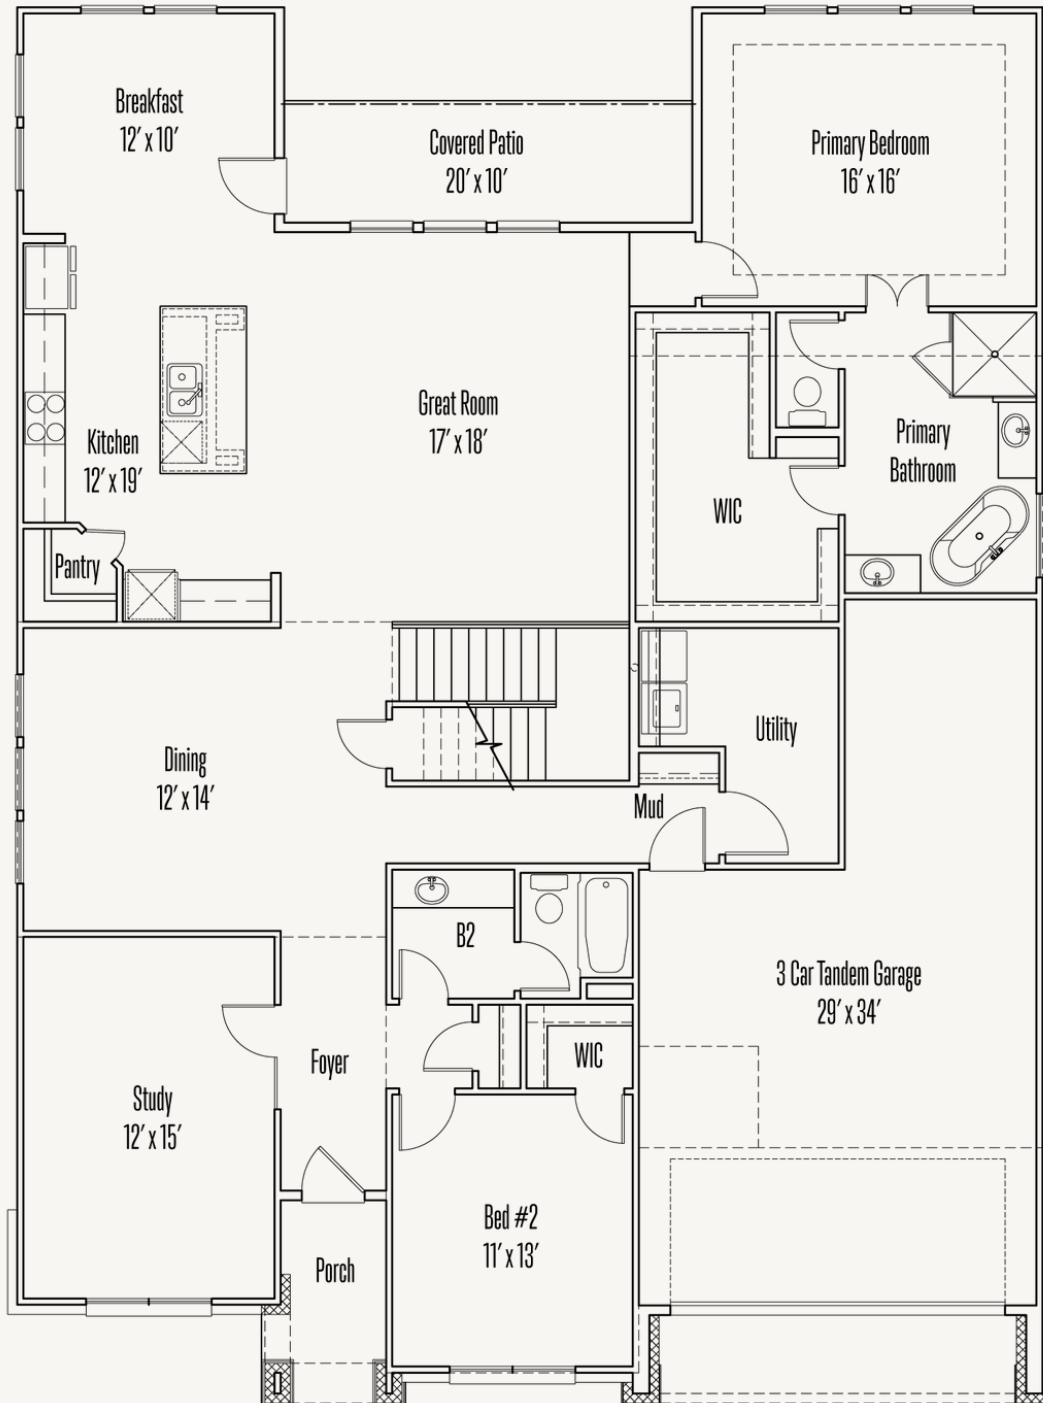 Breakfast
12' x 10'
Covered Patio
20' x 10'
Primary Bedroom
16' x 16'
Great Room
17' x 18'
Kitchen
12' x 19'
Primary
Bathroom
WIC
Pantry
Utility
Dining
12' x 14'
Mud
B2
3 Car Tandem Garage
29' x 34'
Foyer
WIC
Study
12' x 15'
Bed #2
11' x 13'
Porch